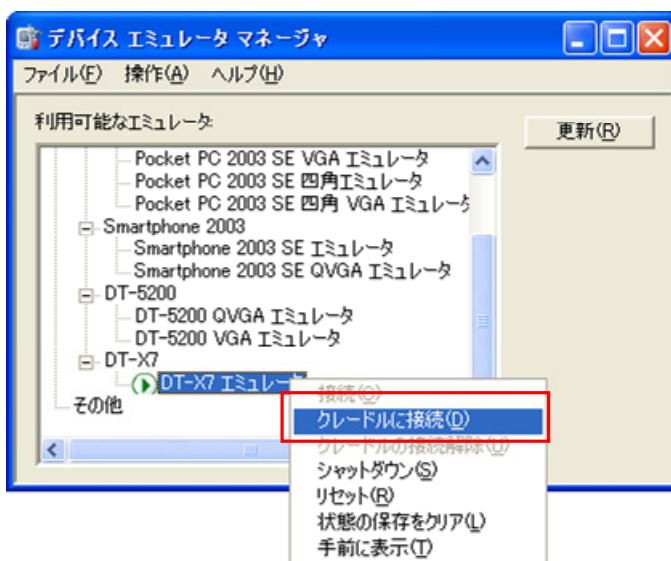 デバイス エミュレータ マネージャ
ファイル(F) 操作(A) ヘルプ(H)
利用可能なエミュレータ:
更新(R)
Pocket PC 2003 SE VGA エミュレータ
Pocket PC 2003 SE 四角エミュレータ
Pocket PC 2003 SE 四角 VGA エミュレータ
Smartphone 2003
Smartphone 2003 SE エミュレータ
Smartphone 2003 SE QVGA エミュレータ
DT-5200
DT-5200 QVGA エミュレータ
DT-5200 VGA エミュレータ
DT-X7
DT-X7 エミュレータ
その他
接続(O)
クレードルに接続(D)
クレードルの接続解除(U)
シャットダウン(S)
リセット(R)
状態の保存をクリア(L)
手前に表示(T)